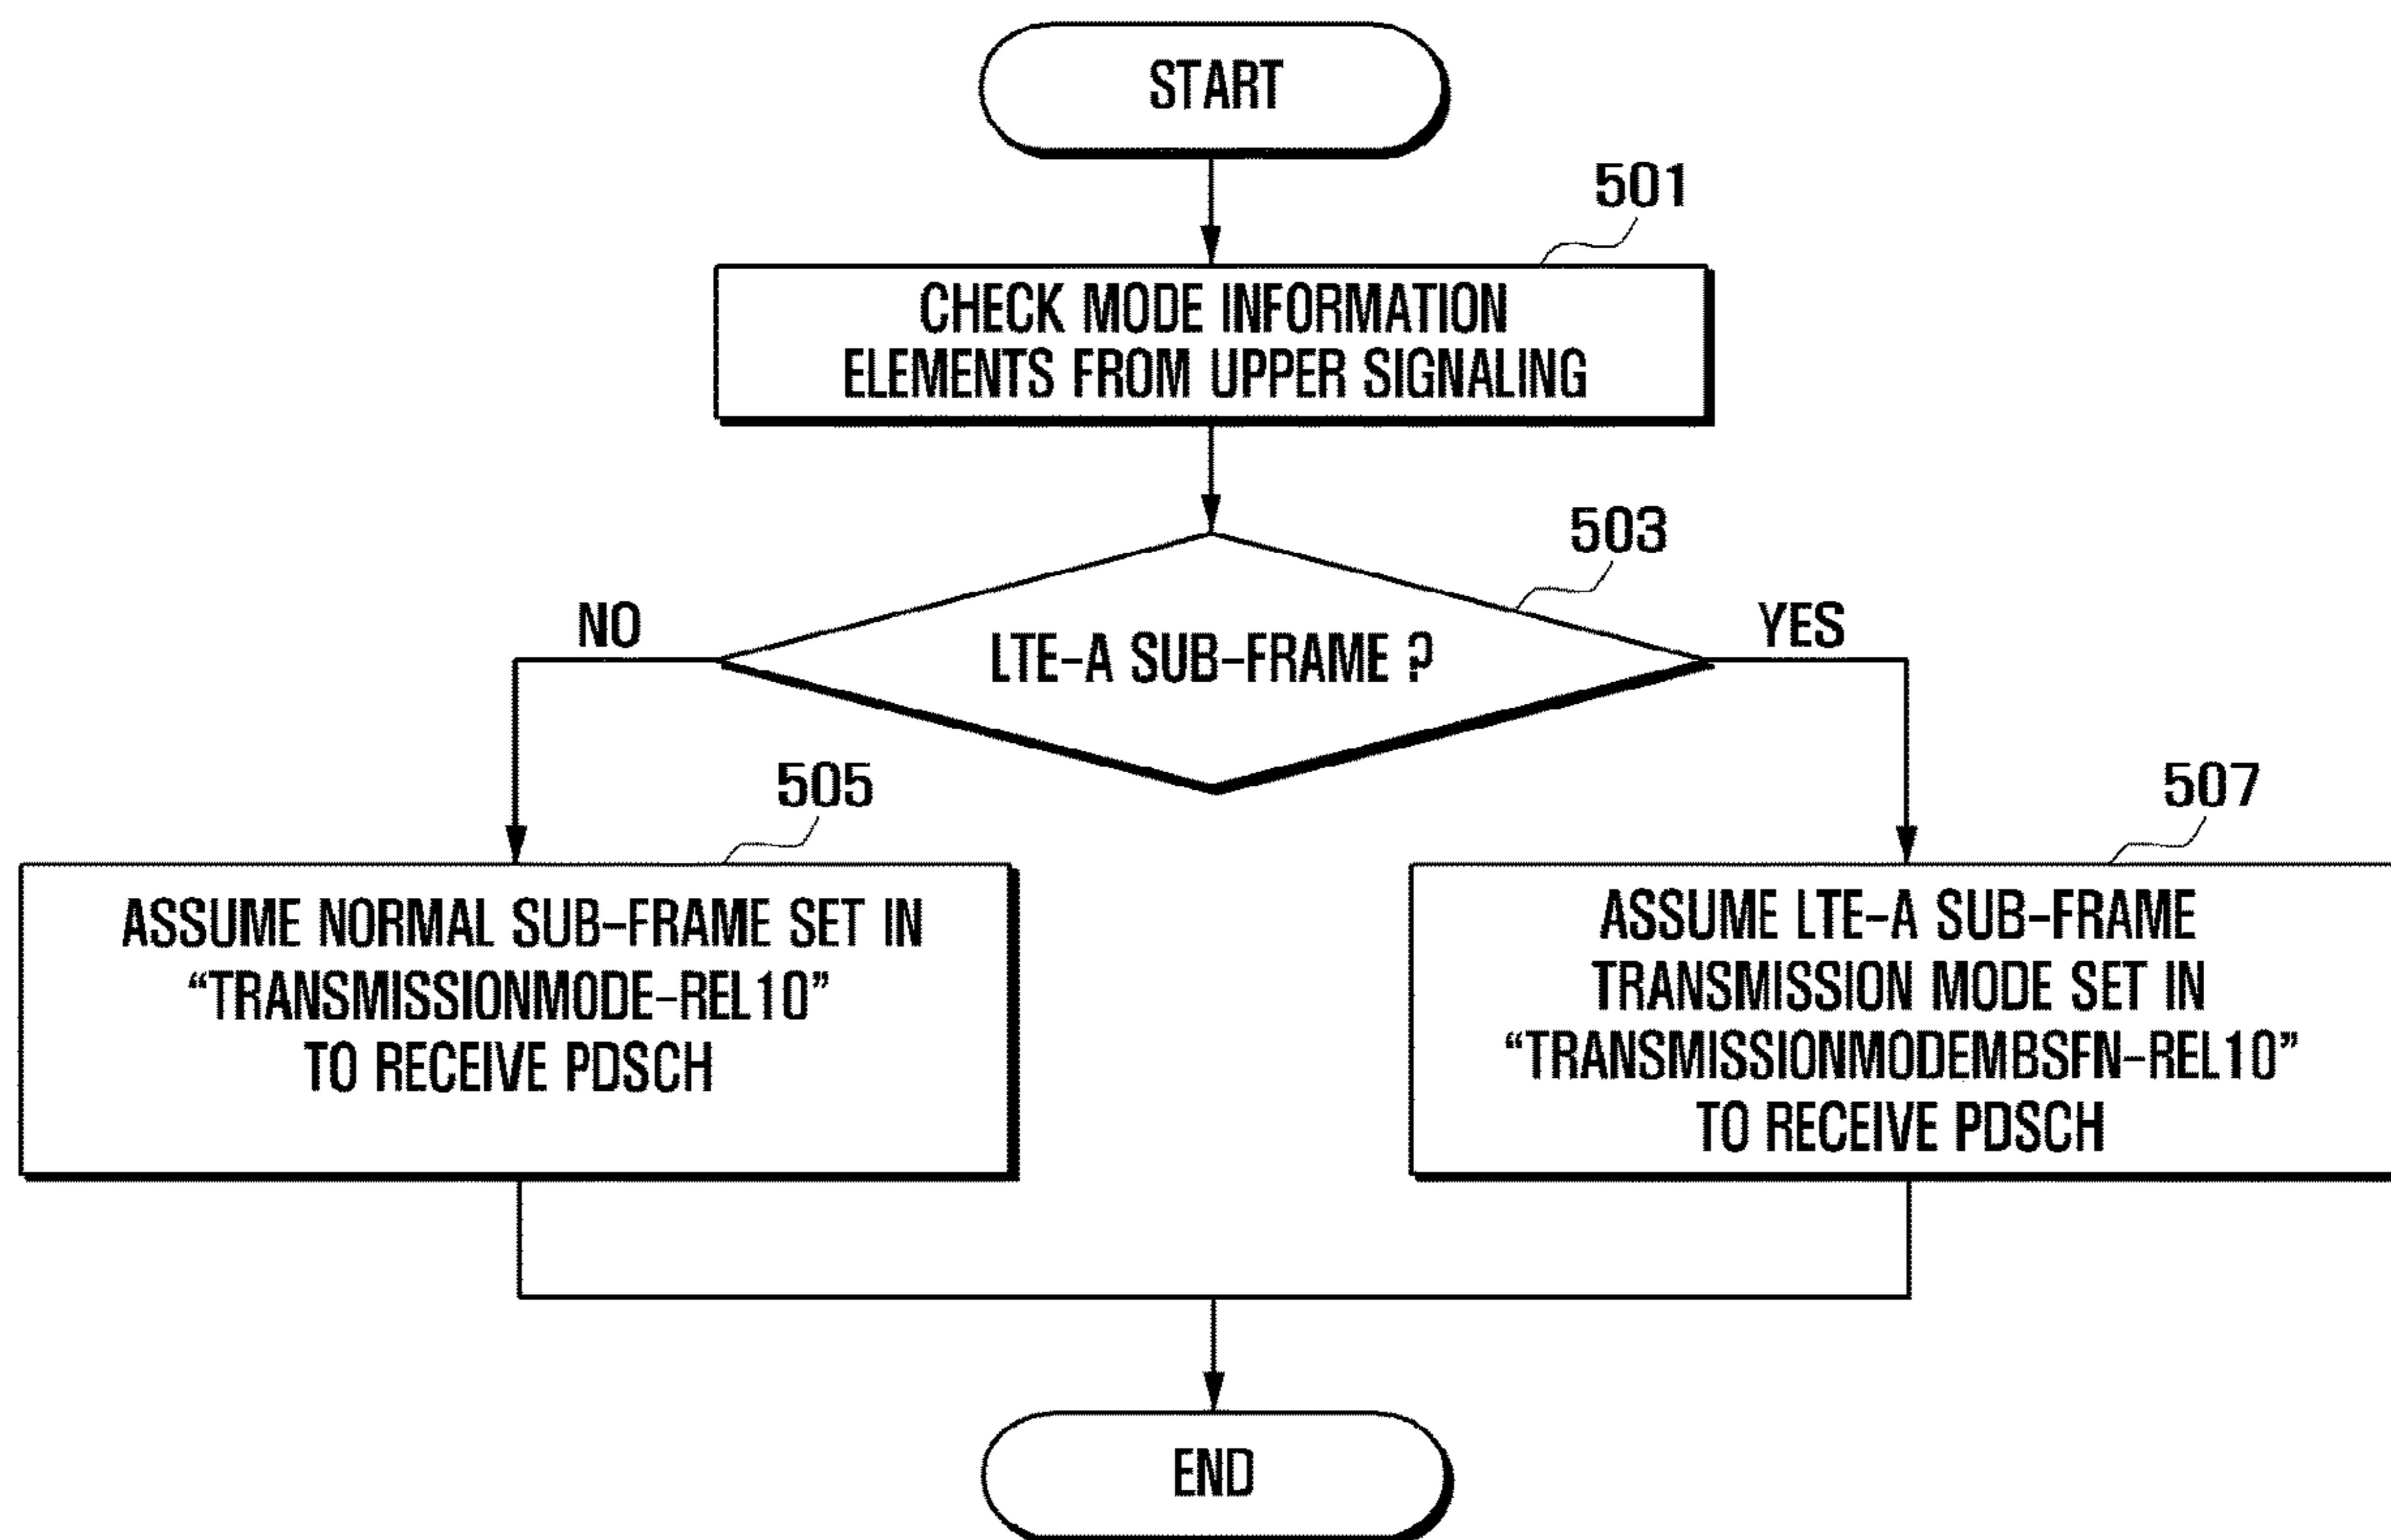 START
501
CHECK MODE INFORMATION
ELEMENTS FROM UPPER SIGNALING
503
NO
LTE-A SUB-FRAME ?
YES
505
ASSUME NORMAL SUB-FRAME SET IN
“TRANSMISSIONMODE-REL10”
TO RECEIVE PDSCH
507
ASSUME LTE-A SUB-FRAME
TRANSMISSION MODE SET IN
“TRANSMISSIONMODEMBSFN-REL10”
TO RECEIVE PDSCH
END